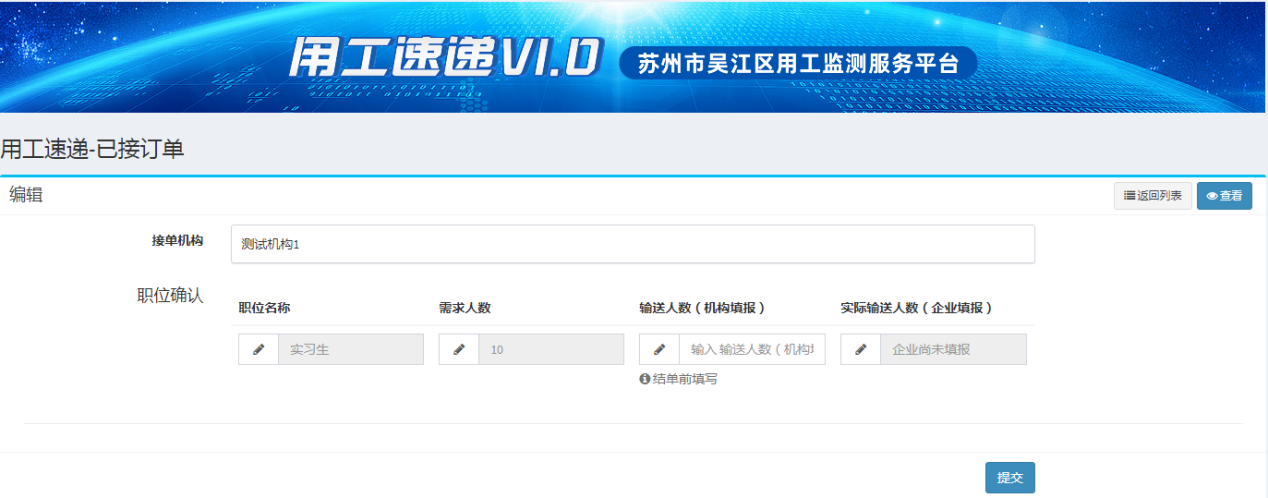 用工速递V1.0 苏州市吴江区用工监测服务平台
用工速递-已接订单
编辑 返回列表 查看
接单机构 测试机构1
职位确认
职位名称 需求人数 输送人数（机构填报） 实际输送人数（企业填报）
实习生 10 输入 输送人数（机构 企业尚未填报
结单前填写
提交